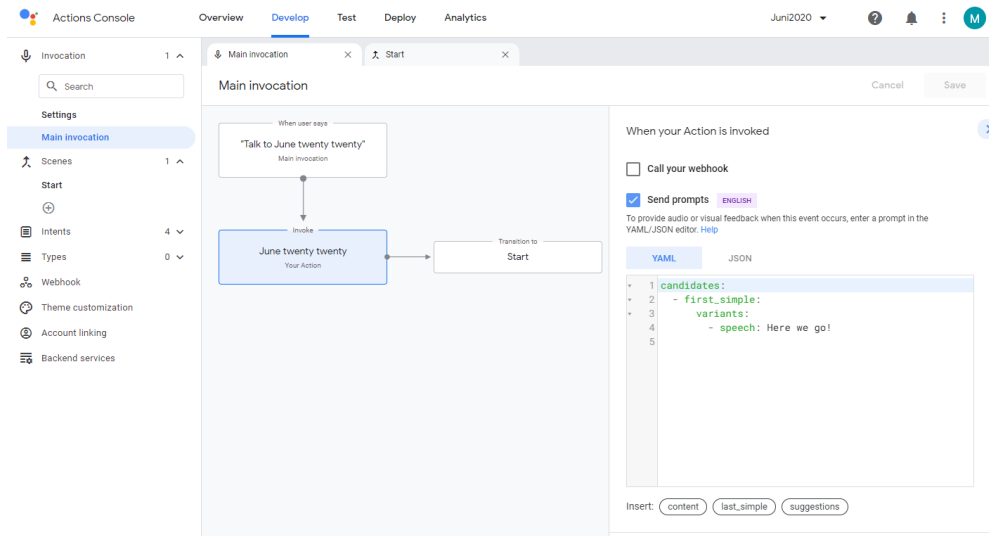 Actions Console
Overview Develop Test Deploy Analytics
Juni2020
M
Invocation 1
Search
Settings
Main invocation
Scenes 1
Start
Intents 4
Types 0
Webhook
Theme customization
Account linking
Backend services
Main invocation
Start
Main invocation
Cancel Save
When user says
"Talk to June twenty twenty"
Main invocation
Invoke
June twenty twenty
Your Action
Transition to
Start
When your Action is invoked
Call your webhook
Send prompts ENGLISH
To provide audio or visual feedback when this event occurs, enter a prompt in the
YAML/JSON editor. Help
YAML JSON
1 candidates:
2 - first_simple:
3 variants:
4 - speech: Here we go!
5
Insert: content last_simple suggestions